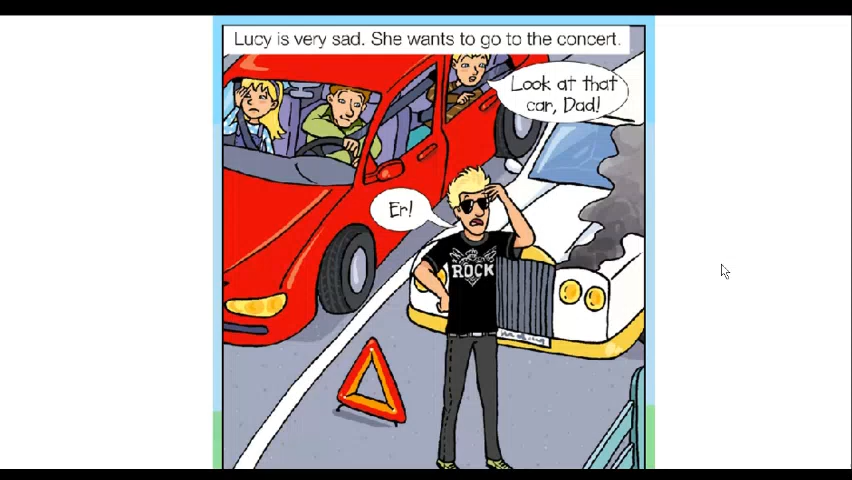 Lucy is very sad. She wants to go to the concert.
Look at that
car, Dad!
Er!
ROCK